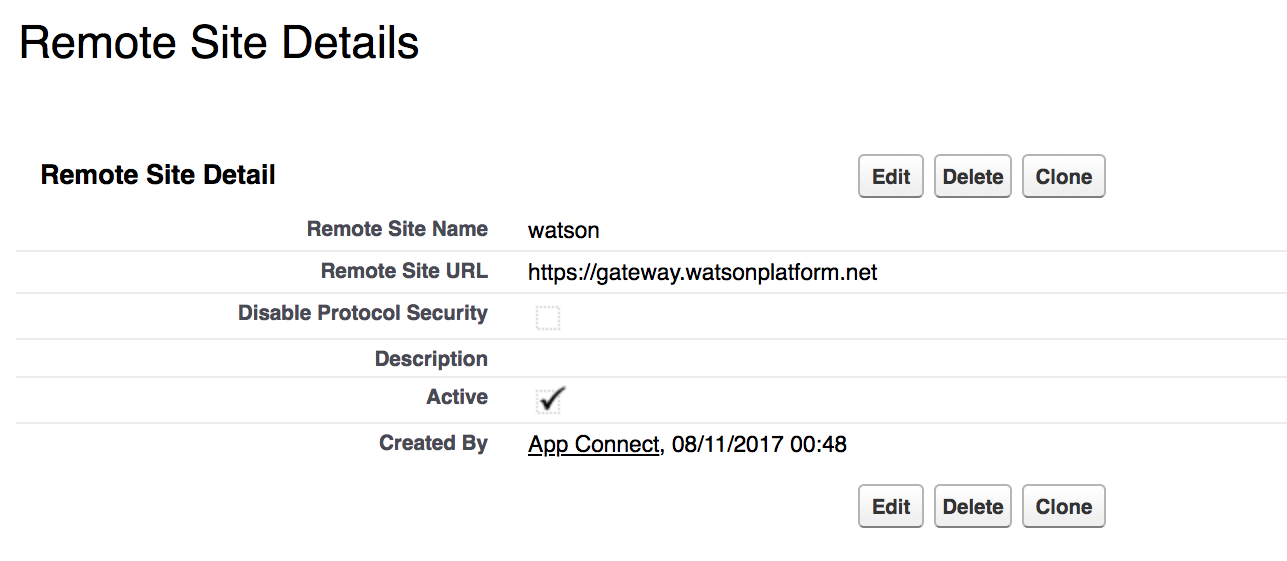 Remote Site Details
Remote Site Detail Edit Delete Clone
Remote Site Name watson
Remote Site URL https://gateway.watsonplatform.net
Disable Protocol Security
Description
Active
Created By App Connect, 08/11/2017 00:48
Edit Delete Clone